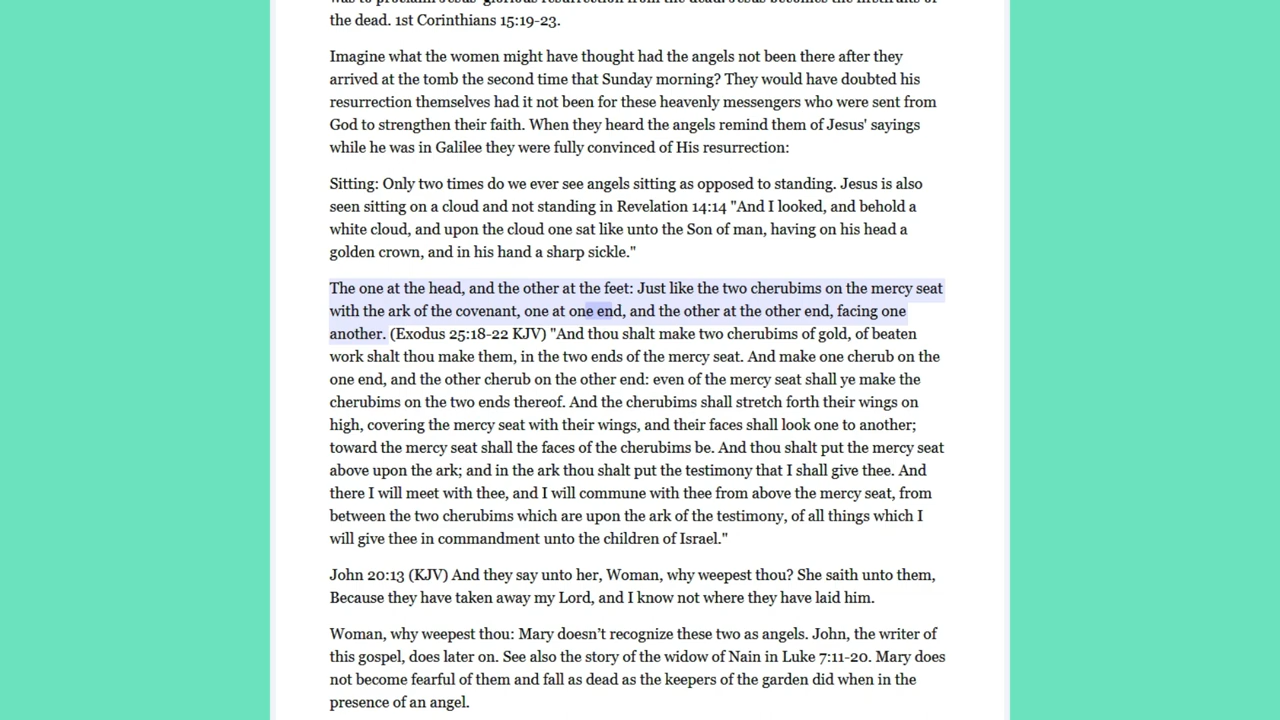 the dead. 1st Corinthians 15:19-23.
Imagine what the women might have thought had the angels not been there after they
arrived at the tomb the second time that Sunday morning? They would have doubted his
resurrection themselves had it not been for these heavenly messengers who were sent from
God to strengthen their faith. When they heard the angels remind them of Jesus' sayings
while he was in Galilee they were fully convinced of His resurrection:
Sitting: Only two times do we ever see angels sitting as opposed to standing. Jesus is also
seen sitting on a cloud and not standing in Revelation 14:14 "And I looked, and behold a
white cloud, and upon the cloud one sat like unto the Son of man, having on his head a
golden crown, and in his hand a sharp sickle."
The one at the head, and the other at the feet: Just like the two cherubims on the mercy seat
with the ark of the covenant, one at one end, and the other at the other end, facing one
another. (Exodus 25:18-22 KJV) "And thou shalt make two cherubims of gold, of beaten
work shalt thou make them, in the two ends of the mercy seat. And make one cherub on the
one end, and the other cherub on the other end: even of the mercy seat shall ye make the
cherubims on the two ends thereof. And the cherubims shall stretch forth their wings on
high, covering the mercy seat with their wings, and their faces shall look one to another;
toward the mercy seat shall the faces of the cherubims be. And thou shalt put the mercy seat
above upon the ark; and in the ark thou shalt put the testimony that I shall give thee. And
there I will meet with thee, and I will commune with thee from above the mercy seat, from
between the two cherubims which are upon the ark of the testimony, of all things which I
will give thee in commandment unto the children of Israel."
John 20:13 (KJV) And they say unto her, Woman, why weepest thou? She saith unto them,
Because they have taken away my Lord, and I know not where they have laid him.
Woman, why weepest thou: Mary doesn’t recognize these two as angels. John, the writer of
this gospel, does later on. See also the story of the widow of Nain in Luke 7:11-20. Mary does
not become fearful of them and fall as dead as the keepers of the garden did when in the
presence of an angel.